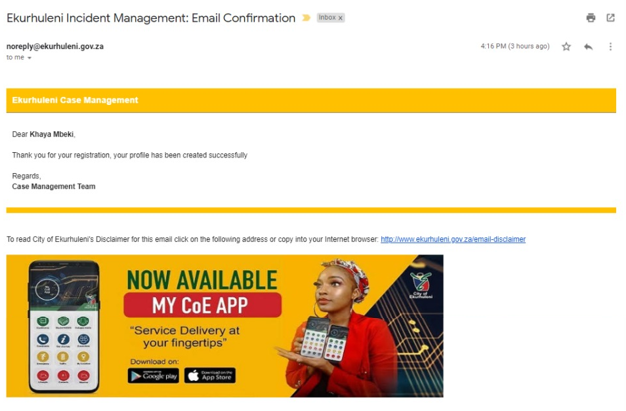 Ekurhuleni Incident Management: Email Confirmation
Inbox x
noreply@ekurhuleni.gov.za
4:16 PM (3 hours ago)
to me
Ekurhuleni Case Management
Dear Khaya Mbeki,
Thank you for your registration, your profile has been created successfully
Regards,
Case Management Team
To read City of Ekurhuleni's Disclaimer for this email click on the following address or copy into your Internet browser: http://www.ekurhuleni.gov.za/email-disclaimer
NOW AVAILABLE
MY CoE APP
"Service Delivery at
your fingertips"
Download on:
Google play
Download on the
App Store
City of
Ekurhuleni